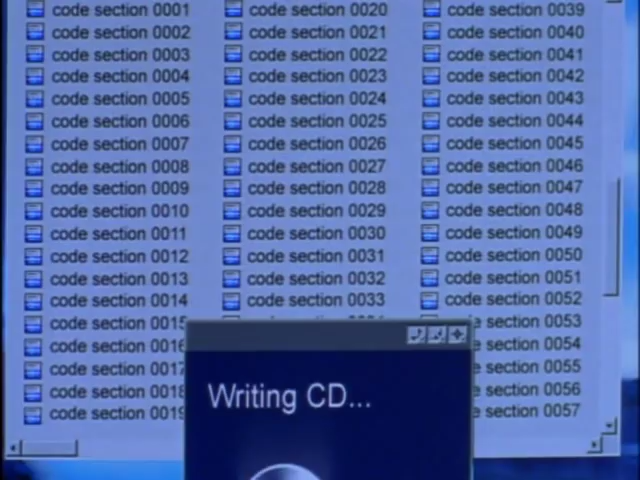 code section 0001 code section 0020 code section 0039
code section 0002 code section 0021 code section 0040
code section 0003 code section 0022 code section 0041
code section 0004 code section 0023 code section 0042
code section 0005 code section 0024 code section 0043
code section 0006 code section 0025 code section 0044
code section 0007 code section 0026 code section 0045
code section 0008 code section 0027 code section 0046
code section 0009 code section 0028 code section 0047
code section 0010 code section 0029 code section 0048
code section 0011 code section 0030 code section 0049
code section 0012 code section 0031 code section 0050
code section 0013 code section 0032 code section 0051
code section 0014 code section 0033 code section 0052
code section 0015 section 0053
code section 0016 section 0054
code section 0017 section 0055
code section 0018 section 0056
code section 0019 section 0057
Writing CD...